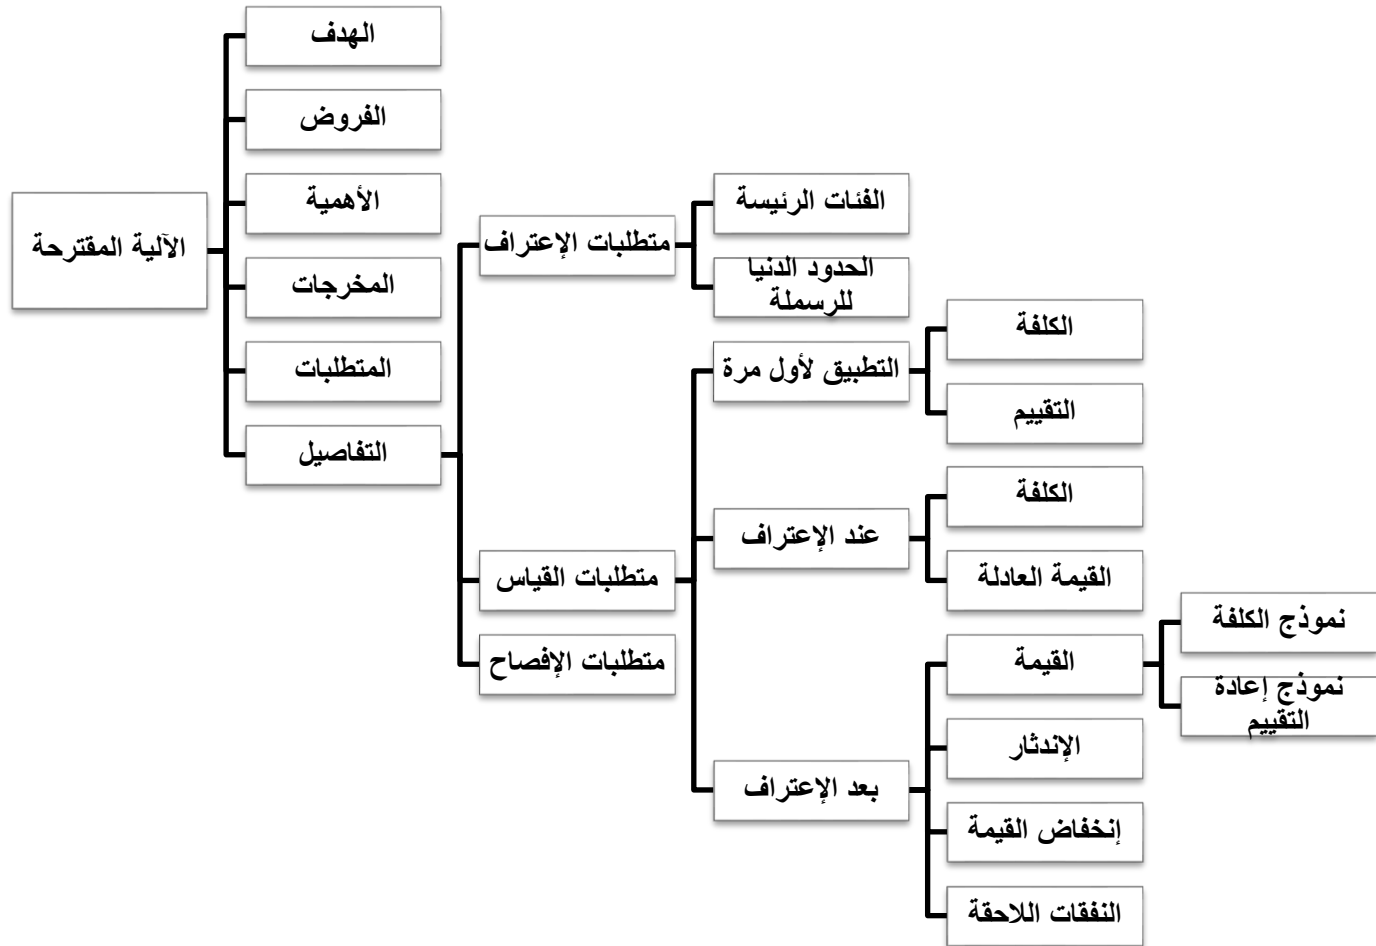 الهدف
الفروض
الأهمية
الآلية المقترحة
المخرجات
المتطلبات
التفاصيل
متطلبات الإعتراف
الفئات الرئيسة
الحدود الدنيا
للرسملة
متطلبات القياس
التطبيق لأول مرة
الكلفة
التقييم
عند الإعتراف
الكلفة
القيمة العادلة
بعد الإعتراف
القيمة
نموذج الكلفة
نموذج إعادة
التقييم
الإندثار
إنخفاض القيمة
النفقات اللاحقة
متطلبات الإفصاح